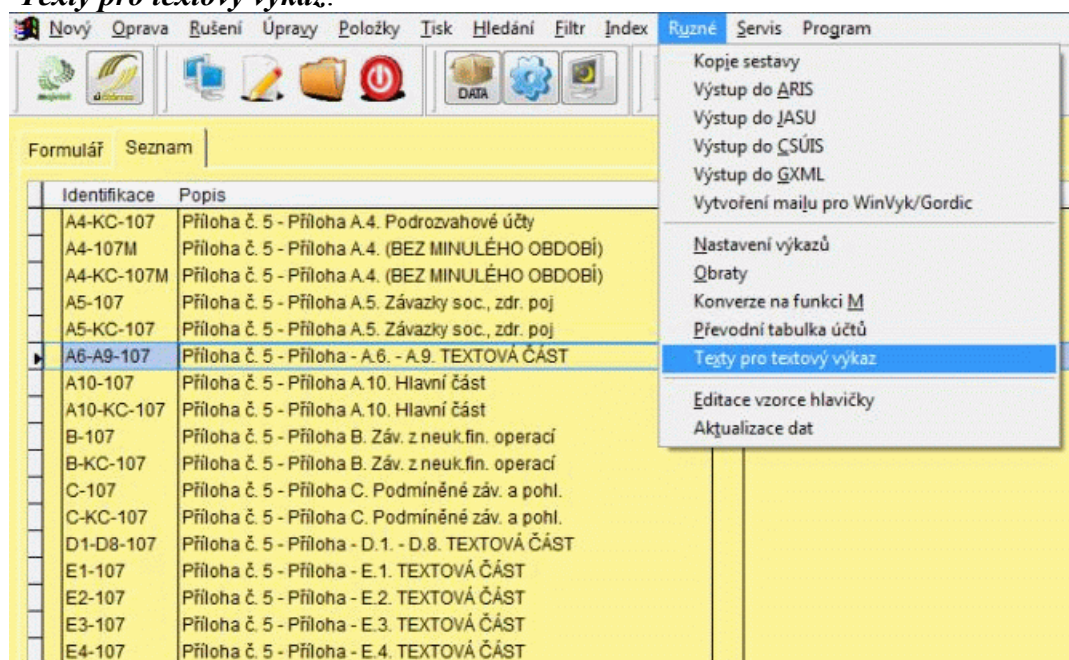 Texty pro textový výkaz.
Nový Oprava Rušení Úpravy Položky Tisk Hledání Filtr Index Ruzné Servis Program
majetek účetnictví DATA
Kopie sestavy
Výstup do ARIS
Výstup do JASU
Výstup do CSÚIS
Výstup do GXML
Vytvoření mailu pro WinVyk/Gordic
Nastavení výkazů
Obraty
Konverze na funkci M
Převodní tabulka účtů
Texty pro textový výkaz
Editace vzorce hlavičky
Aktualizace dat
Formulář Seznam
Identifikace Popis
A4-KC-107 Příloha č. 5 - Příloha A.4. Podrozvahové účty
A4-107M Příloha č. 5 - Příloha A.4. (BEZ MINULÉHO OBDOBÍ)
A4-KC-107M Příloha č. 5 - Příloha A.4. (BEZ MINULÉHO OBDOBÍ)
A5-107 Příloha č. 5 - Příloha A.5. Závazky soc., zdr. poj
A5-KC-107 Příloha č. 5 - Příloha A.5. Závazky soc., zdr. poj
A6-A9-107 Příloha č. 5 - Příloha - A.6. - A.9. TEXTOVÁ ČÁST
A10-107 Příloha č. 5 - Příloha A.10. Hlavní část
A10-KC-107 Příloha č. 5 - Příloha A.10. Hlavní část
B-107 Příloha č. 5 - Příloha B. Záv. z neuk.fin. operací
B-KC-107 Příloha č. 5 - Příloha B. Záv. z neuk.fin. operací
C-107 Příloha č. 5 - Příloha C. Podmíněné záv. a pohl.
C-KC-107 Příloha č. 5 - Příloha C. Podmíněné záv. a pohl.
D1-D8-107 Příloha č. 5 - Příloha - D.1. - D.8. TEXTOVÁ ČÁST
E1-107 Příloha č. 5 - Příloha - E.1. TEXTOVÁ ČÁST
E2-107 Příloha č. 5 - Příloha - E.2. TEXTOVÁ ČÁST
E3-107 Příloha č. 5 - Příloha - E.3. TEXTOVÁ ČÁST
E4-107 Příloha č. 5 - Příloha - E.4. TEXTOVÁ ČÁST